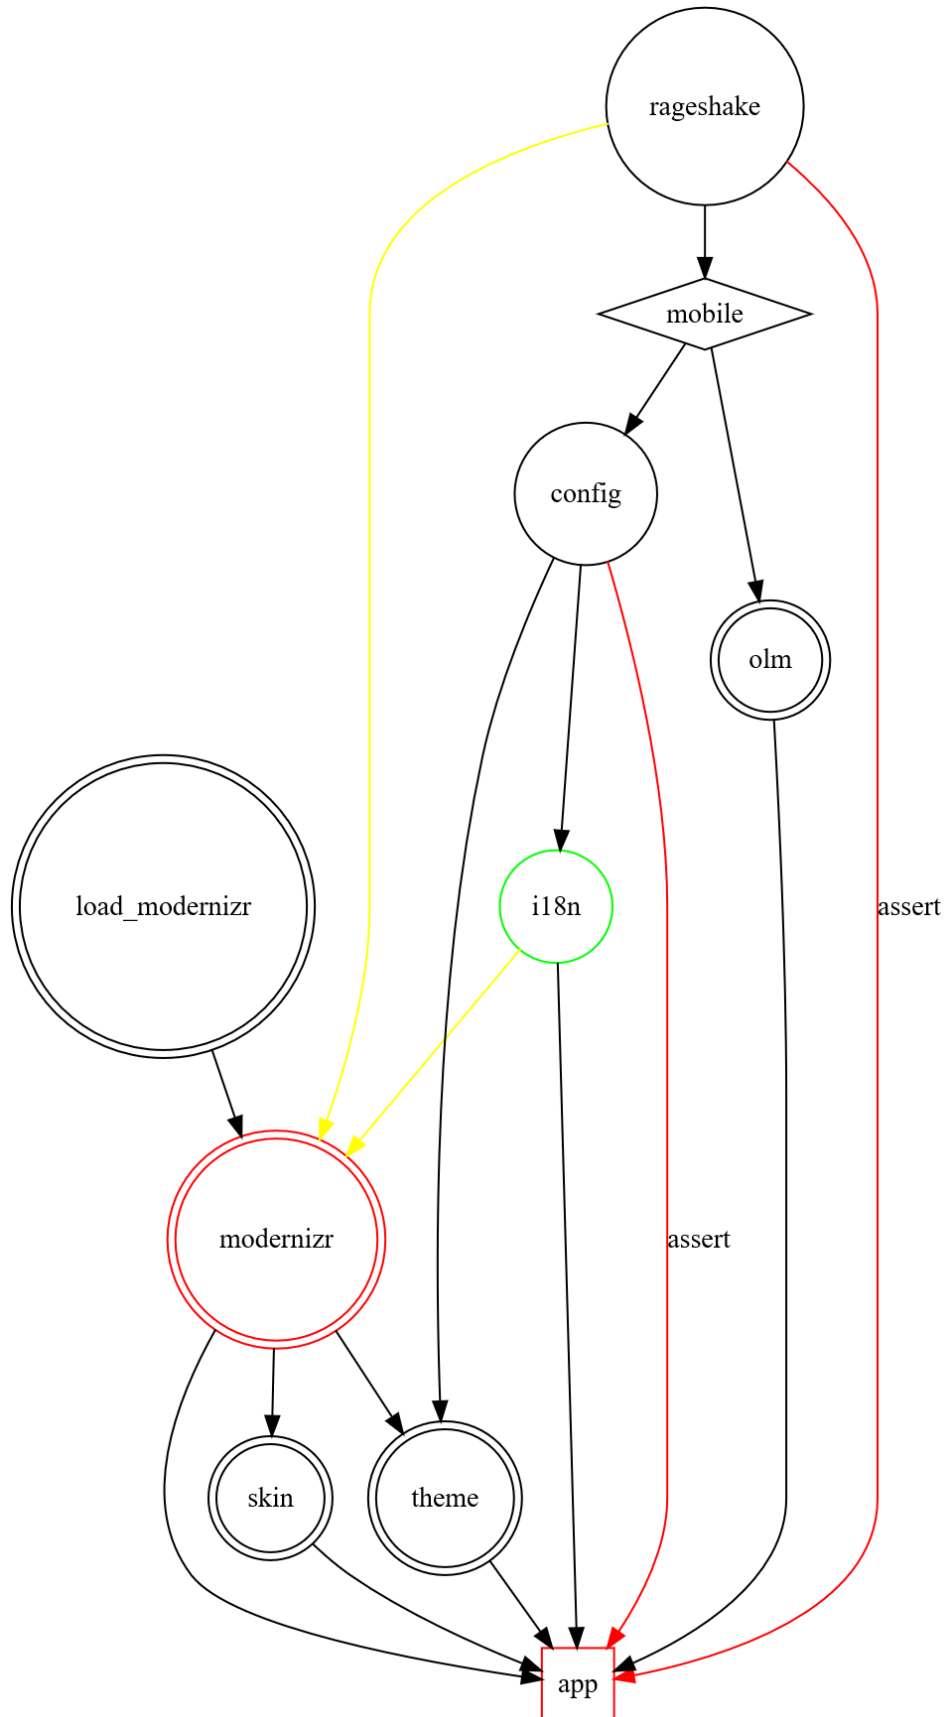 rageshake
mobile
config
olm
load_modernizr
i18n
assert
modernizr
assert
skin
theme
app